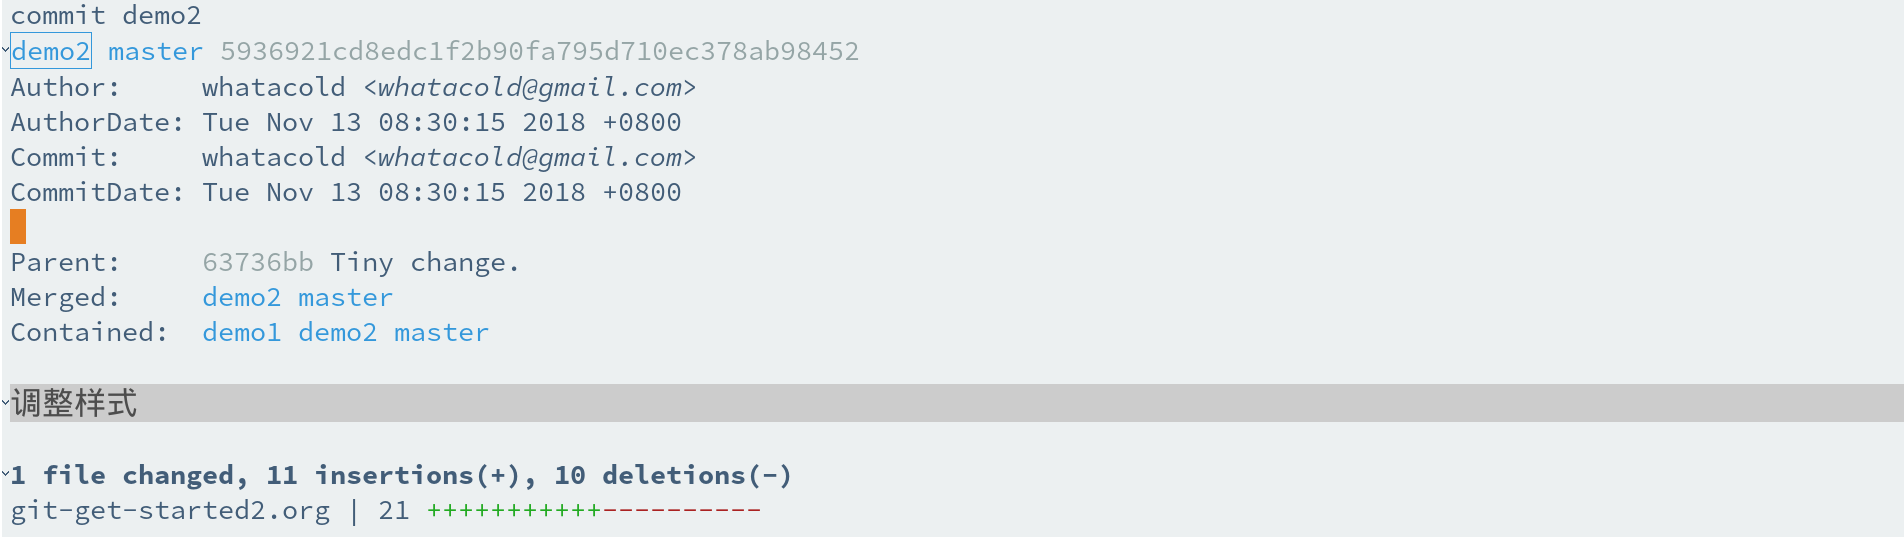 commit demo2
demo2 master 5936921cd8edc1f2b90fa795d710ec378ab98452
Author:     whatacold <whatacold@gmail.com>
AuthorDate: Tue Nov 13 08:30:15 2018 +0800
Commit:     whatacold <whatacold@gmail.com>
CommitDate: Tue Nov 13 08:30:15 2018 +0800
Parent:     63736bb Tiny change.
Merged:     demo2 master
Contained:  demo1 demo2 master
调整样式
1 file changed, 11 insertions(+), 10 deletions(-)
git-get-started2.org | 21 +++++++++++----------